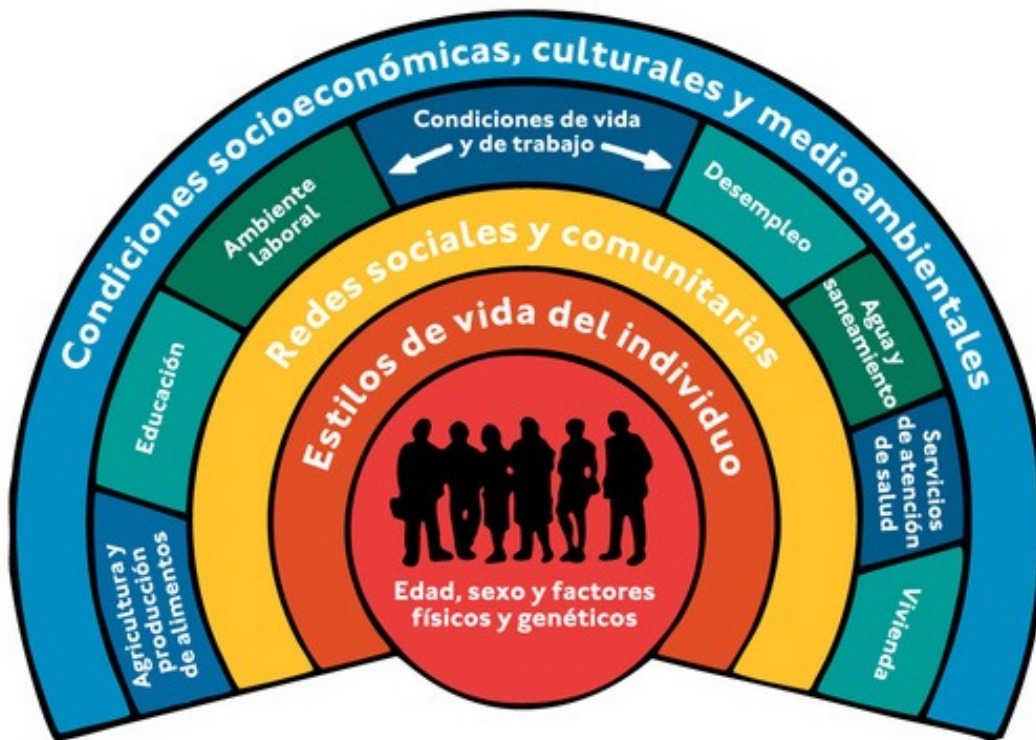 Condiciones socioeconómicas, culturales y medioambientales
Condiciones de vida
y de trabajo
Agricultura y
producción
de alimentos
Educación
Ambiente
laboral
Desempleo
Agua y
saneamiento
Servicios
de atención
de salud
Vivienda
Redes sociales y comunitarias
Estilos de vida del individuo
Edad, sexo y factores
físicos y genéticos